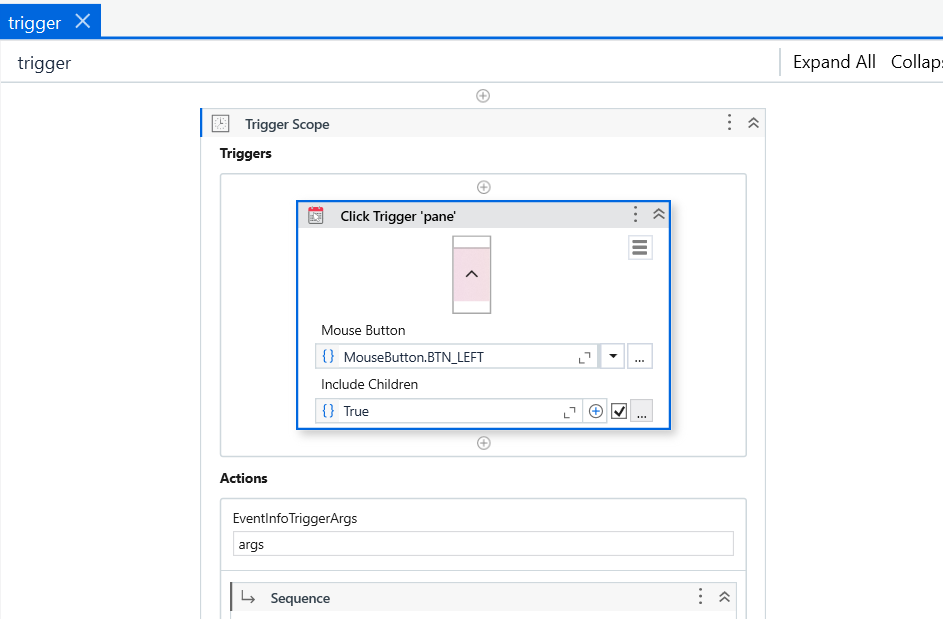 trigger
trigger
Expand All Collaps
Trigger Scope
Triggers
Click Trigger 'pane'
Mouse Button
{} MouseButton.BTN_LEFT ...
Include Children
{} True ...
Actions
EventInfoTriggerArgs
args
Sequence